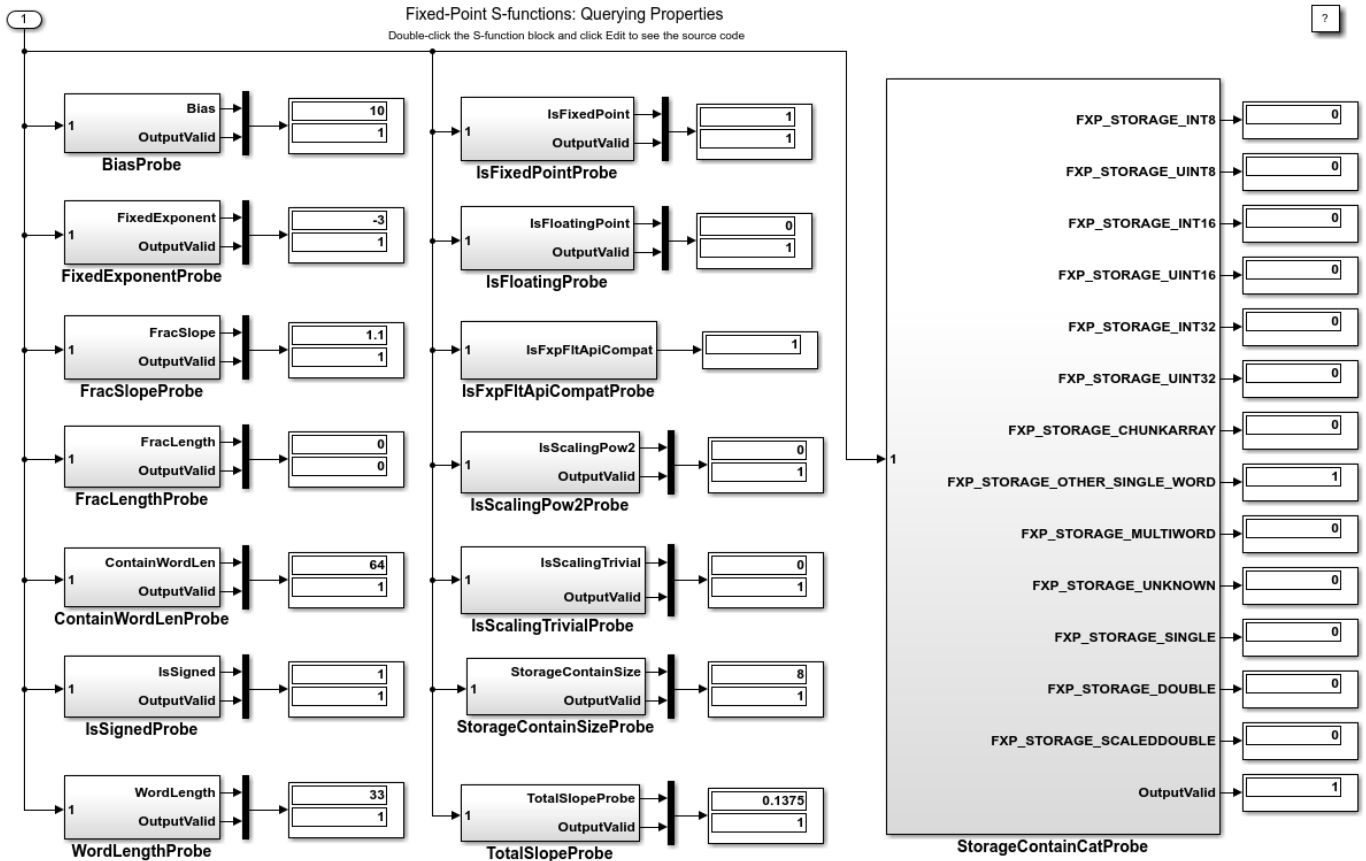 1
Fixed-Point S-functions: Querying Properties
?
Double-click the S-function block and click Edit to see the source code
1
Bias
OutputValid
10
1
BiasProbe
1
FixedExponent
OutputValid
-3
1
FixedExponentProbe
1
FracSlope
OutputValid
1.1
1
FracSlopeProbe
1
FracLength
OutputValid
0
0
FracLengthProbe
1
ContainWordLen
OutputValid
64
1
ContainWordLenProbe
1
IsSigned
OutputValid
1
1
IsSignedProbe
1
WordLength
OutputValid
33
1
WordLengthProbe
1
IsFixedPoint
OutputValid
1
1
IsFixedPointProbe
1
IsFloatingPoint
OutputValid
0
1
IsFloatingProbe
1
IsFxpFltApiCompat
1
IsFxpFltApiCompatProbe
1
IsScalingPow2
OutputValid
0
1
IsScalingPow2Probe
1
IsScalingTrivial
OutputValid
0
1
IsScalingTrivialProbe
1
StorageContainSize
OutputValid
8
1
StorageContainSizeProbe
1
TotalSlopeProbe
OutputValid
0.1375
1
TotalSlopeProbe
1
FXP_STORAGE_INT8 0
FXP_STORAGE_UINT8 0
FXP_STORAGE_INT16 0
FXP_STORAGE_UINT16 0
FXP_STORAGE_INT32 0
FXP_STORAGE_UINT32 0
FXP_STORAGE_CHUNKARRAY 0
FXP_STORAGE_OTHER_SINGLE_WORD 1
FXP_STORAGE_MULTIWORD 0
FXP_STORAGE_UNKNOWN 0
FXP_STORAGE_SINGLE 0
FXP_STORAGE_DOUBLE 0
FXP_STORAGE_SCALEDDOUBLE 0
OutputValid 1
StorageContainCatProbe